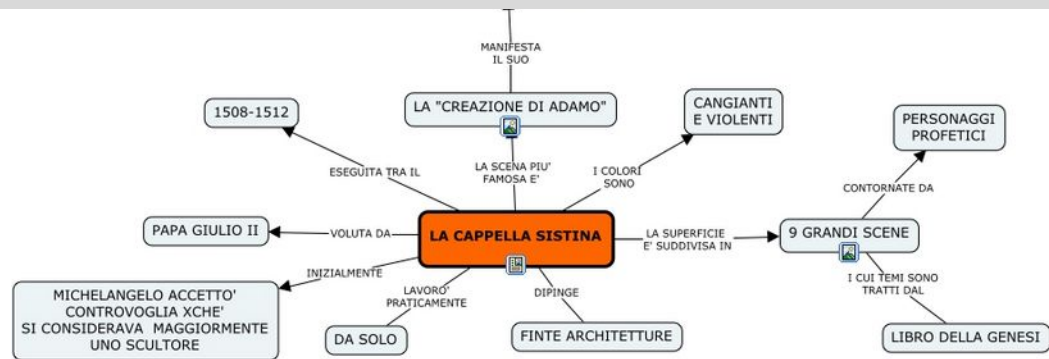 MANIFESTA
IL SUO
1508-1512
LA "CREAZIONE DI ADAMO"
CANGIANTI
E VIOLENTI
PERSONAGGI
PROFETICI
ESEGUITA TRA IL
LA SCENA PIU'
FAMOSA E'
I COLORI
SONO
CONTORNATE DA
PAPA GIULIO II
VOLUTA DA
LA CAPPELLA SISTINA
LA SUPERFICIE
E' SUDDIVISA IN
9 GRANDI SCENE
INIZIALMENTE
MICHELANGELO ACCETTO'
CONTROVOGLIA XCHE'
SI CONSIDERAVA MAGGIORMENTE
UNO SCULTORE
LAVORO'
PRATICAMENTE
DA SOLO
DIPINGE
FINTE ARCHITETTURE
I CUI TEMI SONO
TRATTI DAL
LIBRO DELLA GENESI